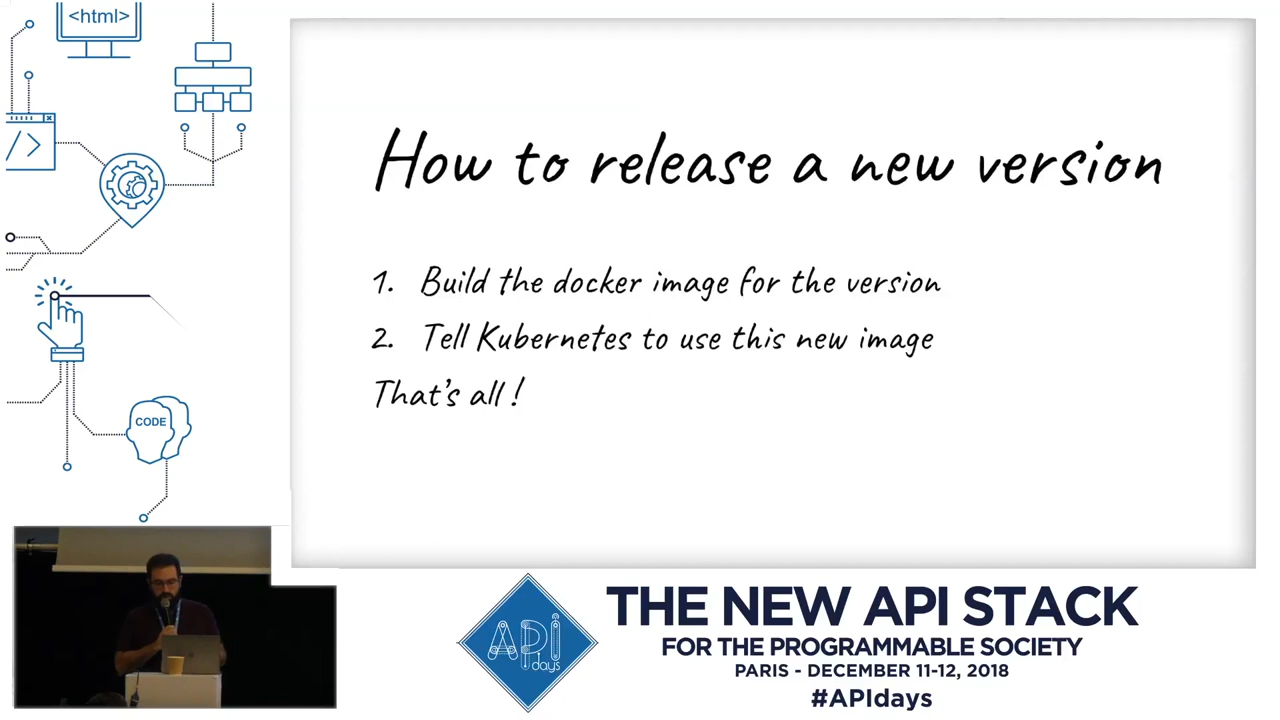 <html>
How to release a new version
</>
1. Build the docker image for the version
2. Tell Kubernetes to use this new image
That's all !
CODE
API
days
THE NEW API STACK
FOR THE PROGRAMMABLE SOCIETY
PARIS - DECEMBER 11-12, 2018
#APIdays